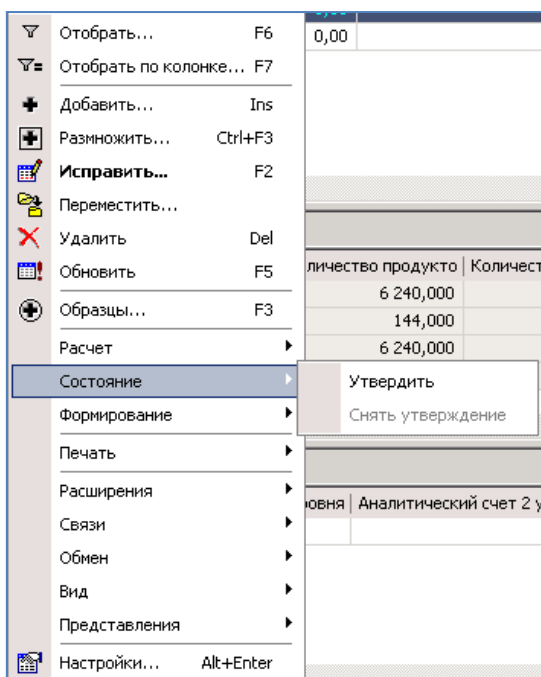 Отобрать... F6
0,00
Отобрать по колонке... F7
Добавить... Ins
Размножить... Ctrl+F3
Исправить... F2
Переместить...
Удалить Del
личество продукто Количест
Обновить F5
6 240,000
Образцы... F3
144,000
Расчет
6 240,000
Состояние
Утвердить
Формирование
Снять утверждение
Печать
Расширения
овня Аналитический счет 2 у
Связи
Обмен
Вид
Представления
Настройки... Alt+Enter